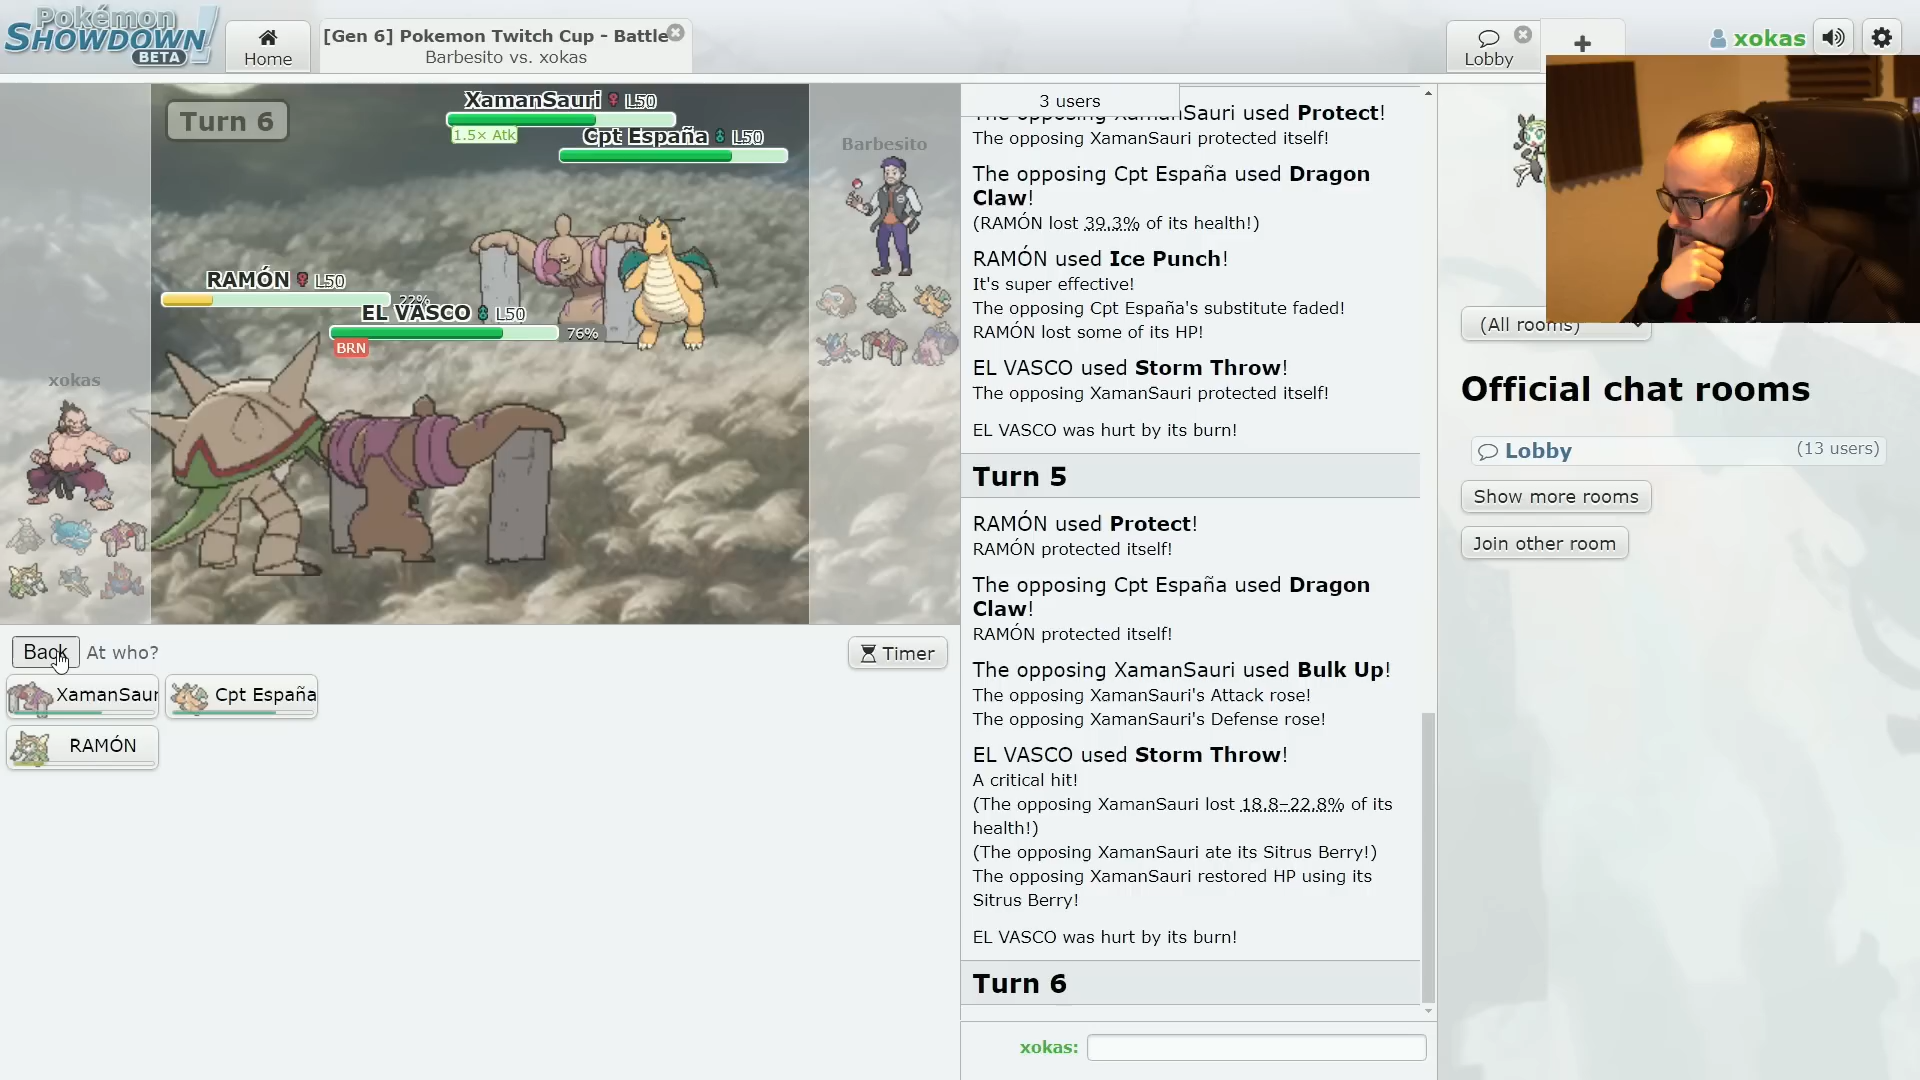 Pokémon
SHOWDOWN!
BETA
Home
[Gen 6] Pokemon Twitch Cup - Battle
Barbesito vs. xokas
Lobby
xokas
Turn 6
XamanSauri L50
1.5× Atk
Cpt España L50
Barbesito
RAMÓN L50
22%
EL VASCO L50
76%
BRN
xokas
Back At who?
Timer
XamanSaur
Cpt España
RAMÓN
3 users
Sauri used Protect!
The opposing XamanSauri protected itself!
The opposing Cpt España used Dragon
Claw!
(RAMÓN lost 39.3% of its health!)
RAMÓN used Ice Punch!
It's super effective!
The opposing Cpt España's substitute faded!
RAMÓN lost some of its HP!
EL VASCO used Storm Throw!
The opposing XamanSauri protected itself!
EL VASCO was hurt by its burn!
Turn 5
RAMÓN used Protect!
RAMÓN protected itself!
The opposing Cpt España used Dragon
Claw!
RAMÓN protected itself!
The opposing XamanSauri used Bulk Up!
The opposing XamanSauri's Attack rose!
The opposing XamanSauri's Defense rose!
EL VASCO used Storm Throw!
A critical hit!
(The opposing XamanSauri lost 18.8–22.8% of its
health!)
(The opposing XamanSauri ate its Sitrus Berry!)
The opposing XamanSauri restored HP using its
Sitrus Berry!
EL VASCO was hurt by its burn!
Turn 6
xokas:
(All rooms)
Official chat rooms
Lobby (13 users)
Show more rooms
Join other room